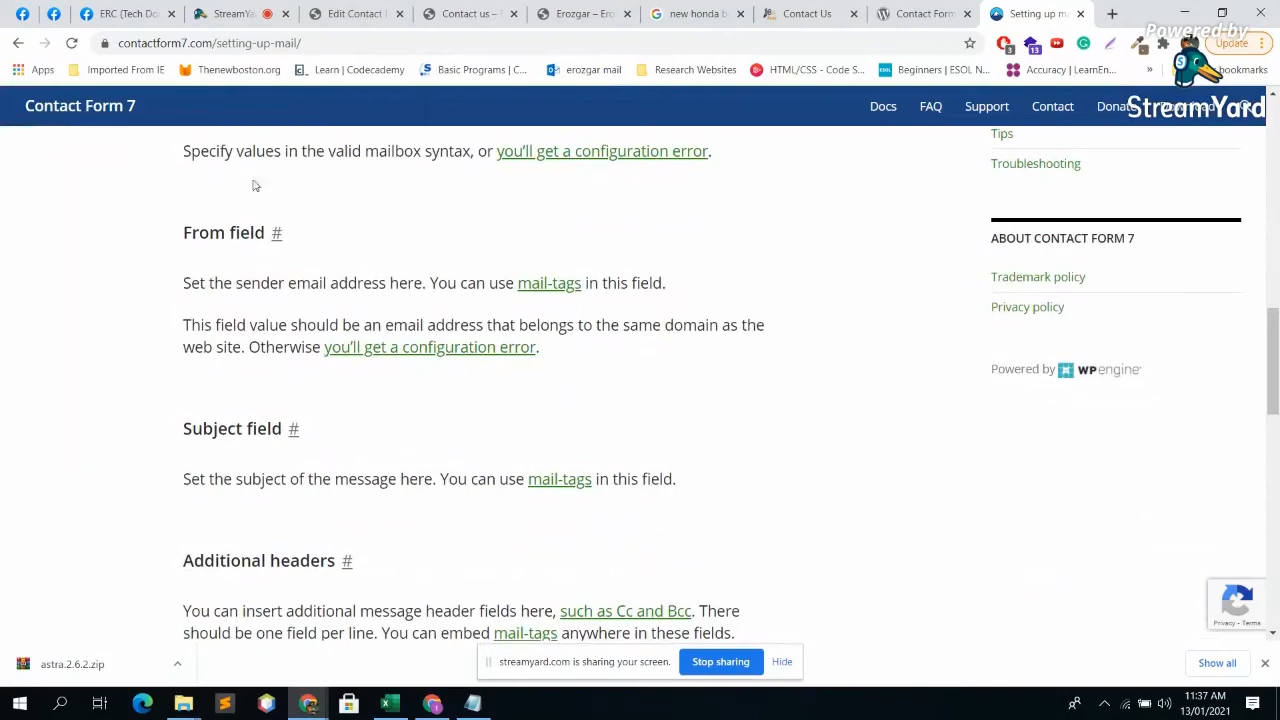 ERC (Tech Do
StreamYar
Edit Contact F
Contact us – E
Erozgar – Ero
new honda b
Contact Us
Contact Form
Setting up m
contactform7.com/setting-up-mail/
3
13
Update
Powered by
Apps
Imported From IE
Thenewboston.org
Learn | Codecademy
Basic Programs | C...
erozgar mail
Research Websites
HTML/CSS - Code S...
Beginners | ESOL N...
Accuracy | LearnEn...
»
bookmarks
Contact Form 7
Docs
FAQ
Support
Contact
Donate
StreamYard
Specify values in the valid mailbox syntax, or you'll get a configuration error.
Tips
Troubleshooting
From field #
ABOUT CONTACT FORM 7
Set the sender email address here. You can use mail-tags in this field.
Trademark policy
Privacy policy
This field value should be an email address that belongs to the same domain as the
web site. Otherwise you'll get a configuration error.
Powered by WPengine
Subject field #
Set the subject of the message here. You can use mail-tags in this field.
Additional headers #
You can insert additional message header fields here, such as Cc and Bcc. There
should be one field per line. You can embed mail-tags anywhere in these fields.
Privacy - Terms
astra.2.6.2.zip
streamyard.com is sharing your screen.
Stop sharing
Hide
Show all
11:37 AM
13/01/2021